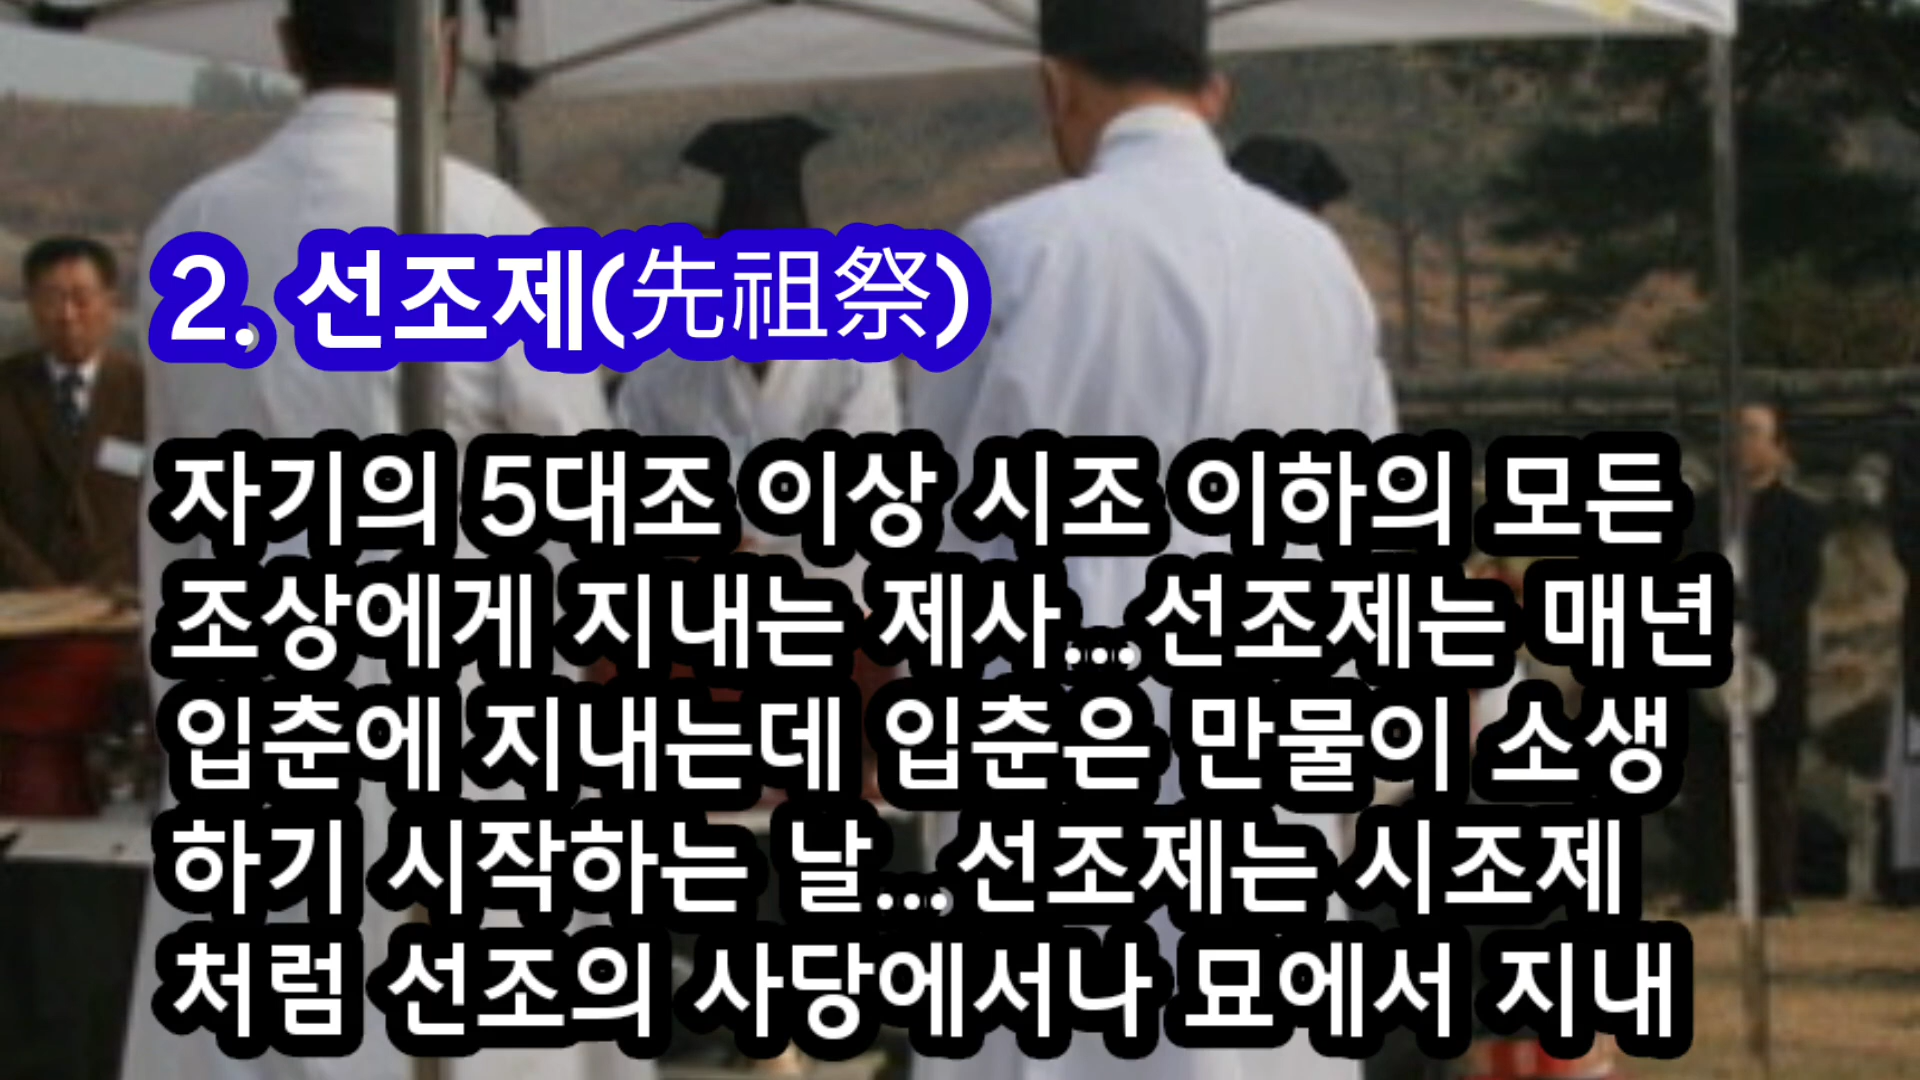 2. 선조제(先祖祭)
자기의 5대조 이상 시조 이하의 모든
조상에게 지내는 제사...선조제는 매년
입춘에 지내는데 입춘은 만물이 소생
하기 시작하는 날...선조제는 시조제
처럼 선조의 사당에서나 묘에서 지내